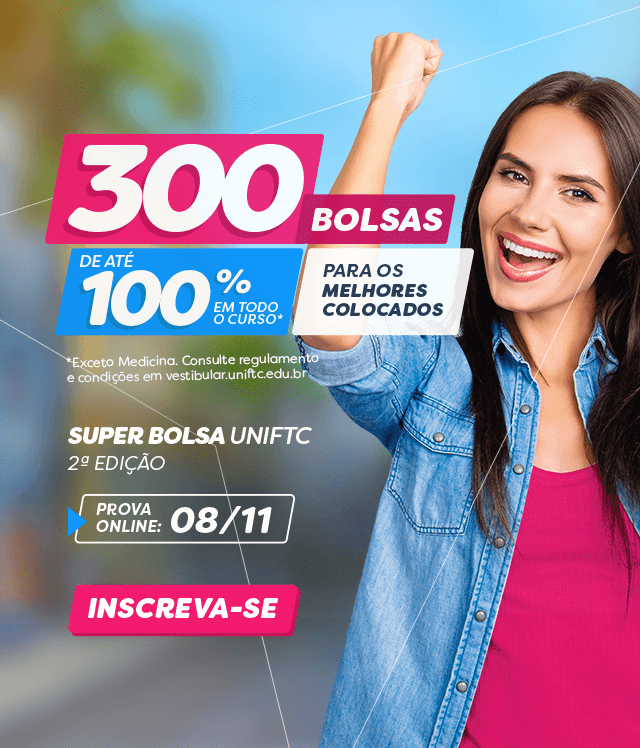 300
BOLSAS
DE ATÉ
100%
EM TODO
O CURSO*
PARA OS
MELHORES
COLOCADOS
*Exceto Medicina. Consulte regulamento
e condições em vestibular.uniftc.edu.br
SUPER BOLSA UNIFTC
2ª EDIÇÃO
PROVA
ONLINE: 08/11
INSCREVA-SE